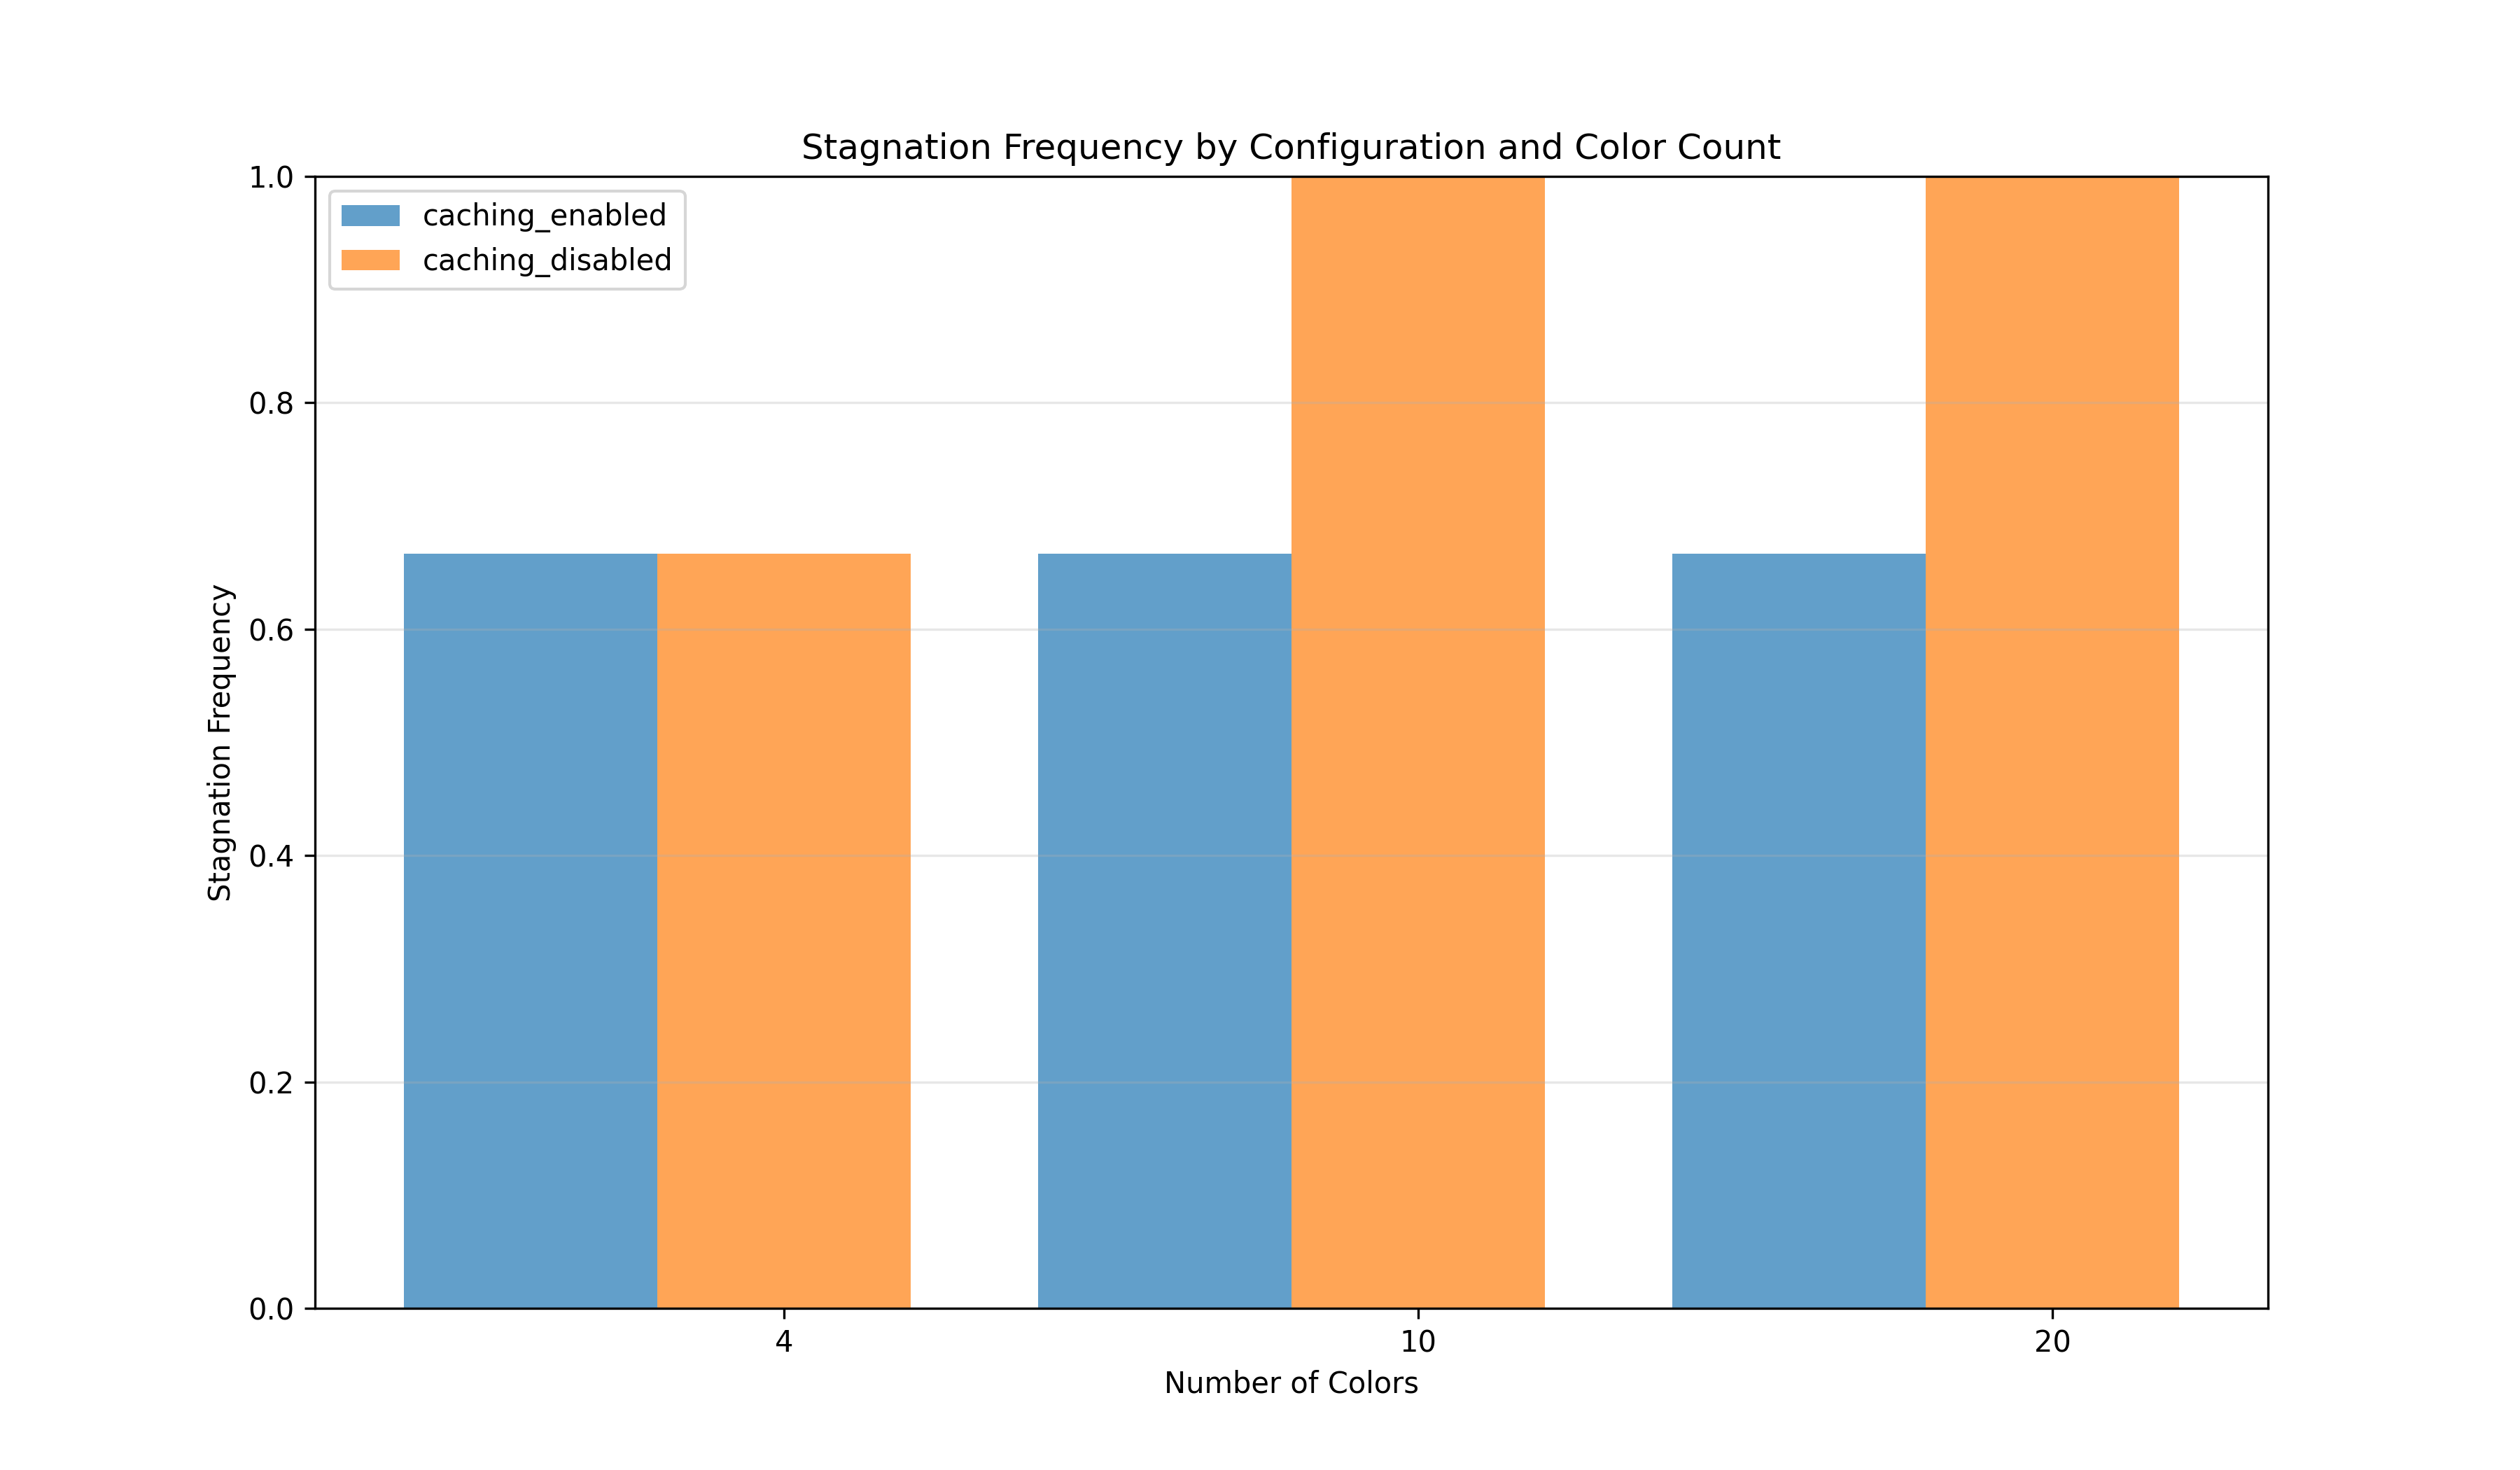 Stagnation Frequency by Configuration and Color Count
1.0
0.8
0.6
0.4
0.2
0.0
caching_enabled
caching_disabled
Stagnation Frequency
4
10
20
Number of Colors